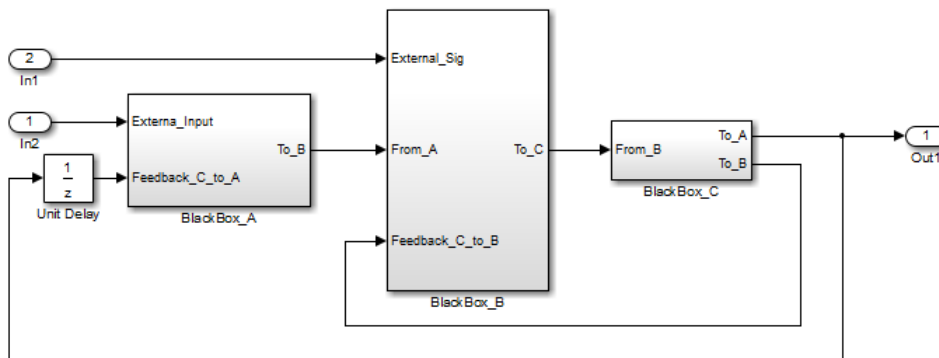 2
In1
External_Sig
1
In2
Externa_Input
To_B
Feedback_C_to_A
BlackBox_A
1
z
Unit Delay
From_A
To_C
Feedback_C_to_B
BlackBox_B
From_B
To_A
To_B
BlackBox_C
1
Out1